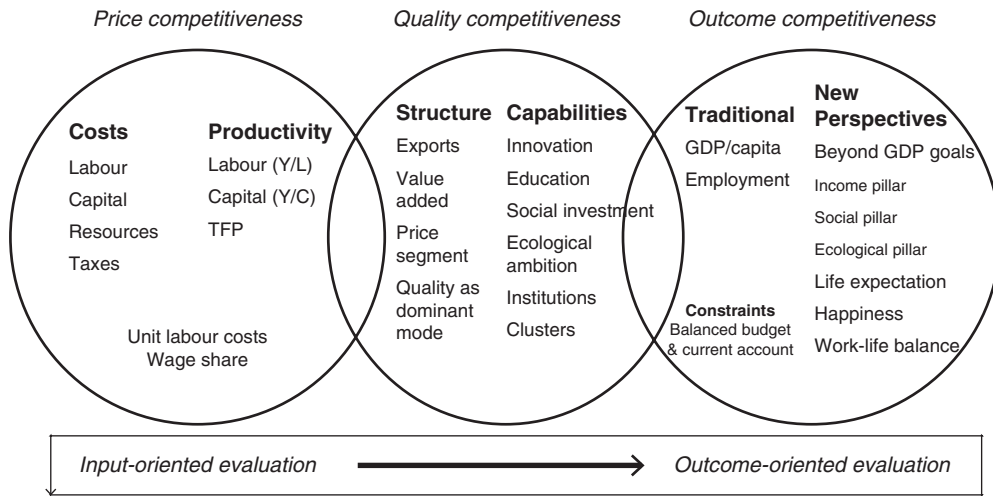 Price competitiveness
Quality competitiveness
Outcome competitiveness
Costs
Labour
Capital
Resources
Taxes
Productivity
Labour (Y/L)
Capital (Y/C)
TFP
Unit labour costs
Wage share
Structure
Exports
Value
added
Price
segment
Quality as
dominant
mode
Capabilities
Innovation
Education
Social investment
Ecological
ambition
Institutions
Clusters
Traditional
GDP/capita
Employment
Constraints
Balanced budget
& current account
New
Perspectives
Beyond GDP goals
Income pillar
Social pillar
Ecological pillar
Life expectation
Happiness
Work-life balance
Input-oriented evaluation
Outcome-oriented evaluation